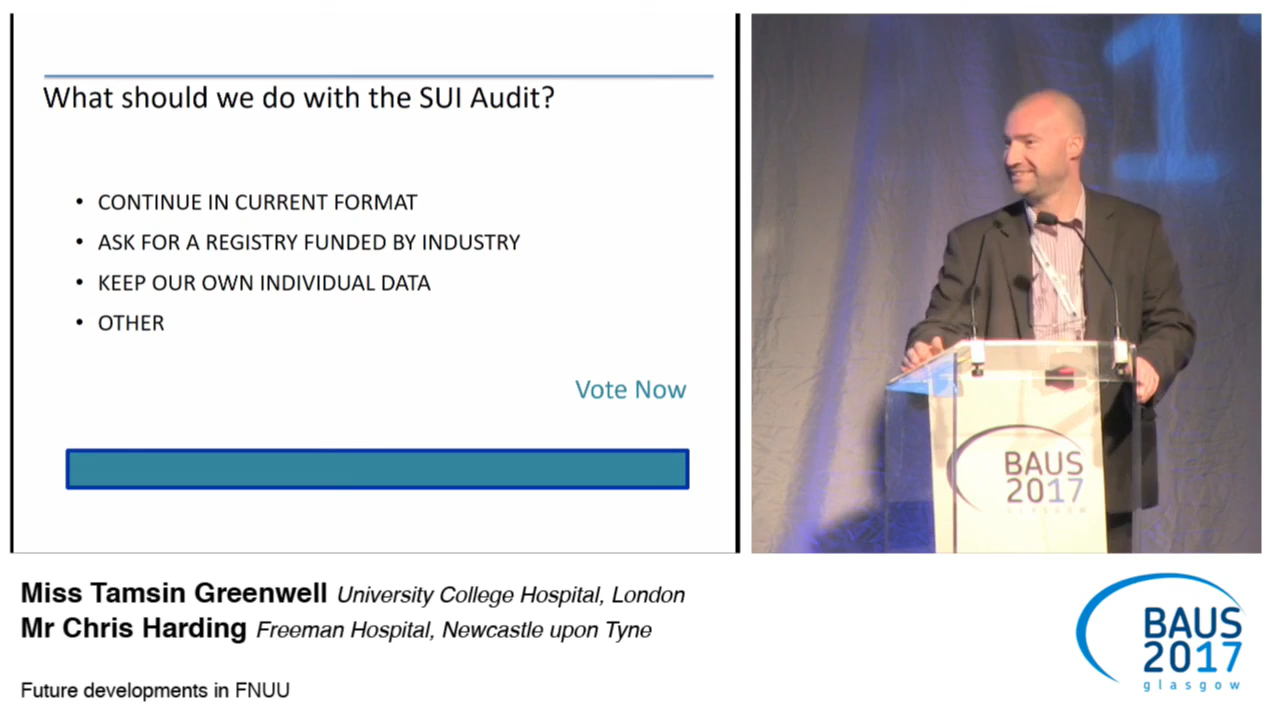 What should we do with the SUI Audit?
• CONTINUE IN CURRENT FORMAT
• ASK FOR A REGISTRY FUNDED BY INDUSTRY
• KEEP OUR OWN INDIVIDUAL DATA
• OTHER
Vote Now
1
BAUS
2017
GLASGOW
Miss Tamsin Greenwell University College Hospital, London
Mr Chris Harding Freeman Hospital, Newcastle upon Tyne
Future developments in FNUU
BAUS
2017
glasgow